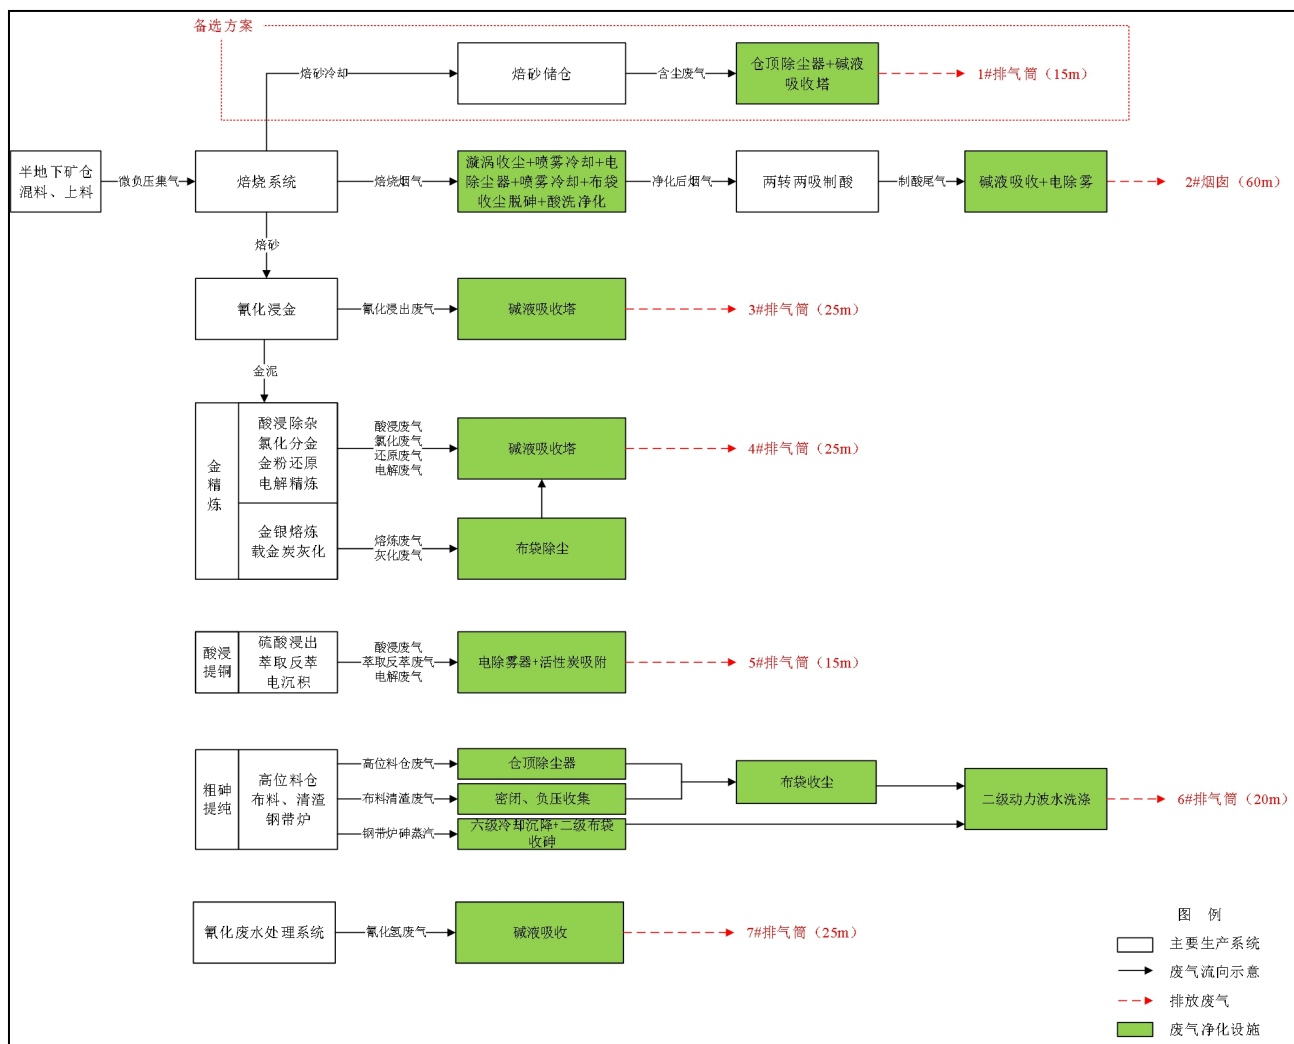 备选方案
焙砂冷却
焙砂储仓
含尘废气
仓顶除尘器+碱液
吸收塔
1#排气筒（15m）
半地下矿仓
混料、上料
微负压集气
焙烧系统
焙烧烟气
漩涡收尘+喷雾冷却+电
除尘器+喷雾冷却+布袋
收尘脱砷+酸洗净化
净化后烟气
两转两吸制酸
制酸尾气
碱液吸收+电除雾
2#烟囱（60m）
焙砂
氰化浸金
氰化浸出废气
碱液吸收塔
3#排气筒（25m）
金泥
金
精
炼
酸浸除杂
氯化分金
金粉还原
电解精炼
酸浸废气
氯化废气
还原废气
电解废气
碱液吸收塔
4#排气筒（25m）
金银熔炼
载金炭灰化
熔炼废气
灰化废气
布袋除尘
酸浸
提铜
硫酸浸出
萃取反萃
电沉积
酸浸废气
萃取反萃废气
电解废气
电除雾器+活性炭吸附
5#排气筒（15m）
粗砷
提纯
高位料仓
布料、清渣
钢带炉
高位料仓废气
仓顶除尘器
布料清渣废气
密闭、负压收集
钢带炉砷蒸汽
六级冷却沉降+二级布袋
收砷
布袋收尘
二级动力波水洗涤
6#排气筒（20m）
氰化废水处理系统
氰化氢废气
碱液吸收
7#排气筒（25m）
图 例
主要生产系统
废气流向示意
排放废气
废气净化设施